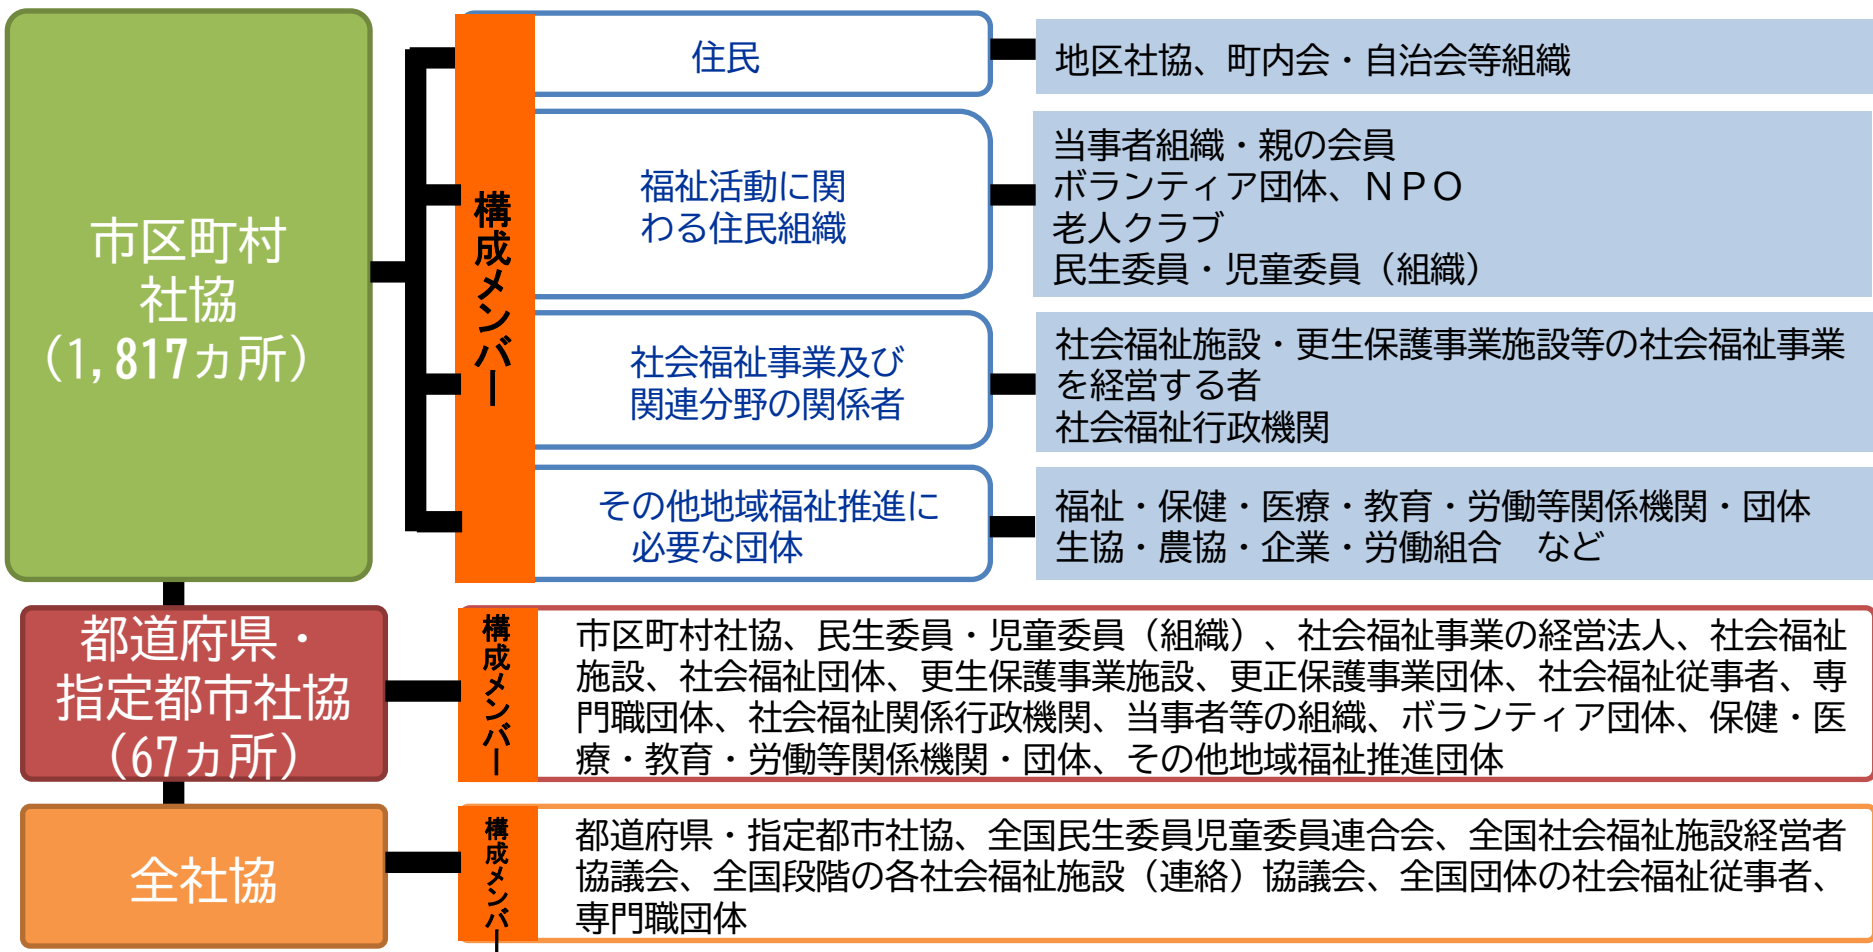 市区町村
社協
（1,817ヵ所）
構成メンバー
住民
地区社協、町内会・自治会等組織
福祉活動に関
わる住民組織
当事者組織・親の会員
ボランティア団体、ＮＰＯ
老人クラブ
民生委員・児童委員（組織）
社会福祉事業及び
関連分野の関係者
社会福祉施設・更生保護事業施設等の社会福祉事業
を経営する者
社会福祉行政機関
その他地域福祉推進に
必要な団体
福祉・保健・医療・教育・労働等関係機関・団体
生協・農協・企業・労働組合　など
都道府県・
指定都市社協
（67ヵ所）
構成メンバー
市区町村社協、民生委員・児童委員（組織）、社会福祉事業の経営法人、社会福祉
施設、社会福祉団体、更生保護事業施設、更正保護事業団体、社会福祉従事者、専
門職団体、社会福祉関係行政機関、当事者等の組織、ボランティア団体、保健・医
療・教育・労働等関係機関・団体、その他地域福祉推進団体
全社協
構成メンバー
都道府県・指定都市社協、全国民生委員児童委員連合会、全国社会福祉施設経営者
協議会、全国段階の各社会福祉施設（連絡）協議会、全国団体の社会福祉従事者、
専門職団体